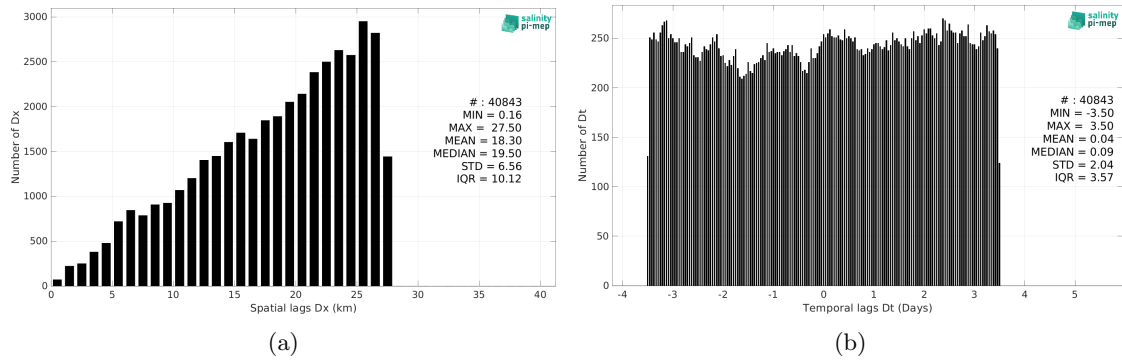 salinity
pi-mep
3000
2500
2000
1500
1000
500
0
Number of Dx
# : 40843
MIN = 0.16
MAX = 27.50
MEAN = 18.30
MEDIAN = 19.50
STD = 6.56
IQR = 10.12
0 5 10 15 20 25 30 35 40
Spatial lags Dx (km)
(a)
salinity
pi-mep
250
200
150
100
50
0
Number of Dt
# : 40843
MIN = -3.50
MAX = 3.50
MEAN = 0.04
MEDIAN = 0.09
STD = 2.04
IQR = 3.57
-4 -3 -2 -1 0 1 2 3 4 5
Temporal lags Dt (Days)
(b)